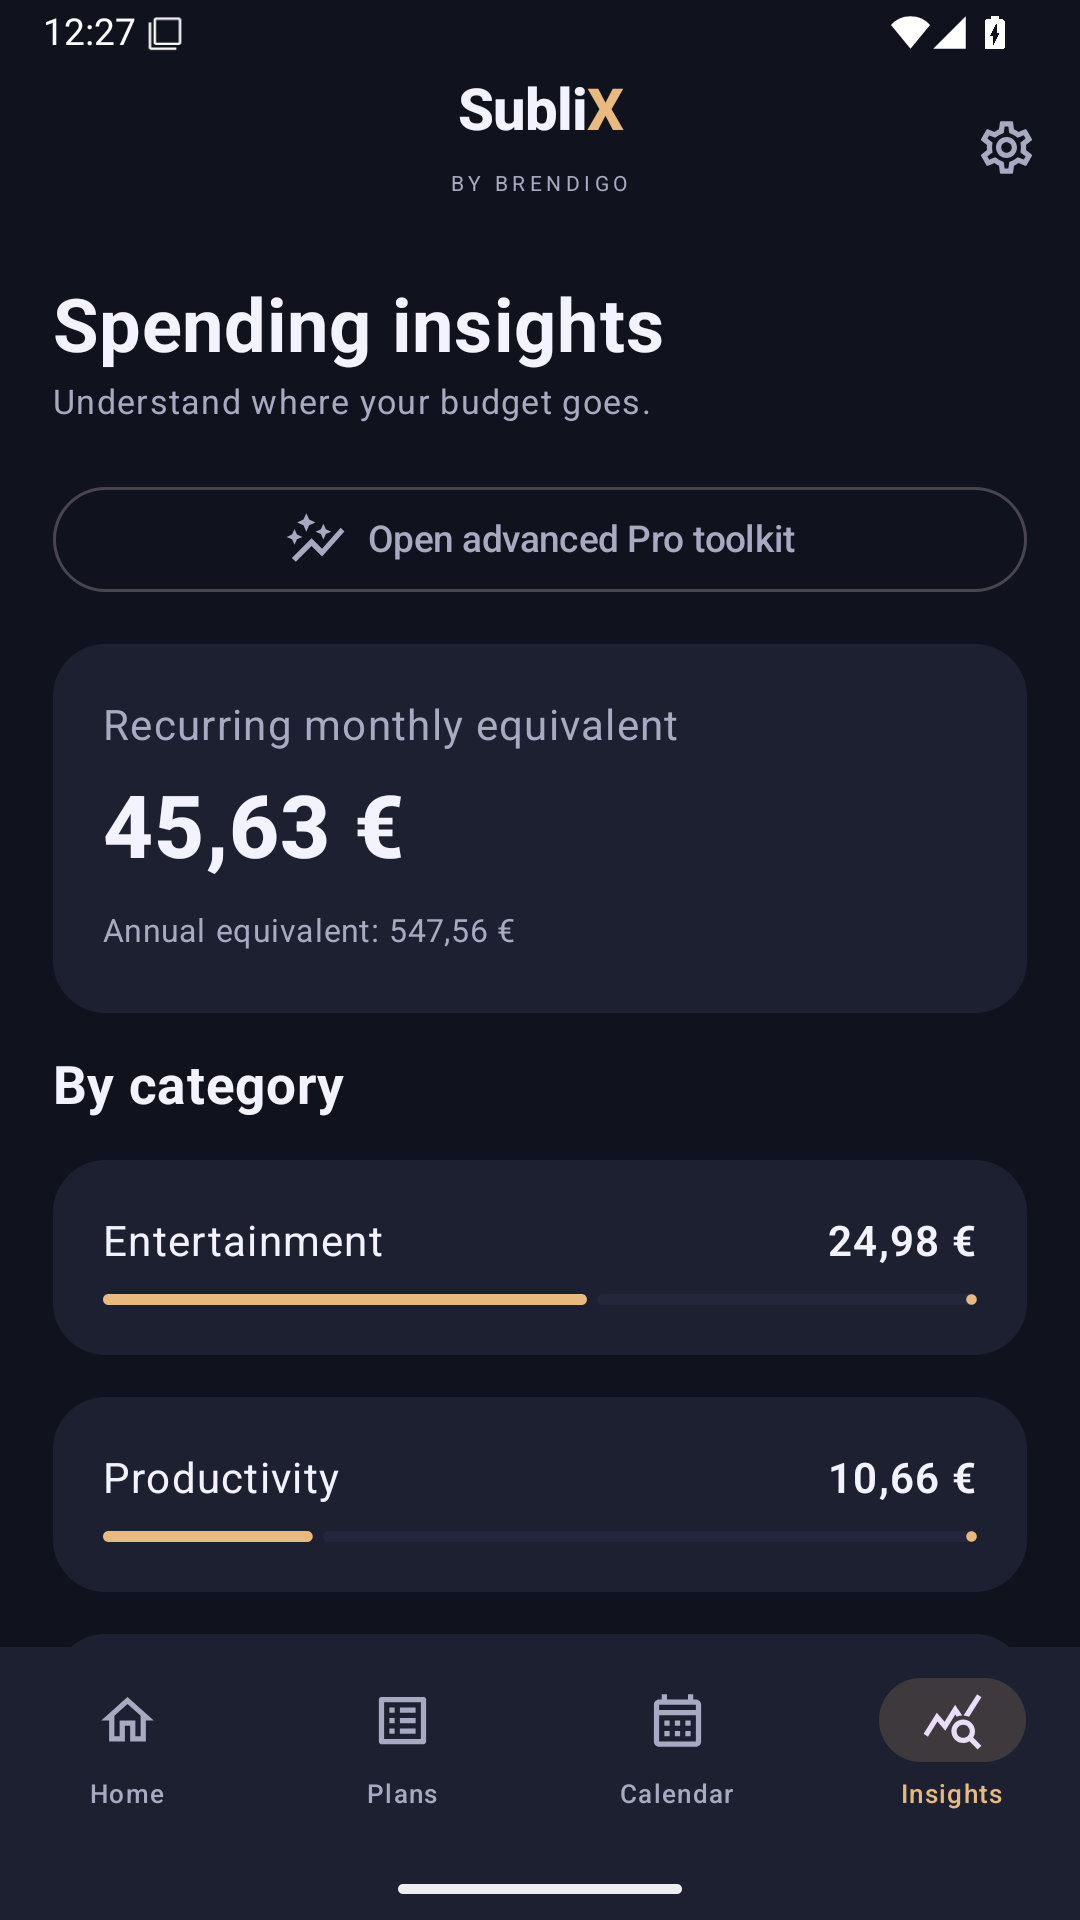 12:27
SubliX
BY BRENDIGO
Spending insights
Understand where your budget goes.
Open advanced Pro toolkit
Recurring monthly equivalent
45,63 €
Annual equivalent: 547,56 €
By category
Entertainment 24,98 €
Productivity 10,66 €
Home Plans Calendar Insights